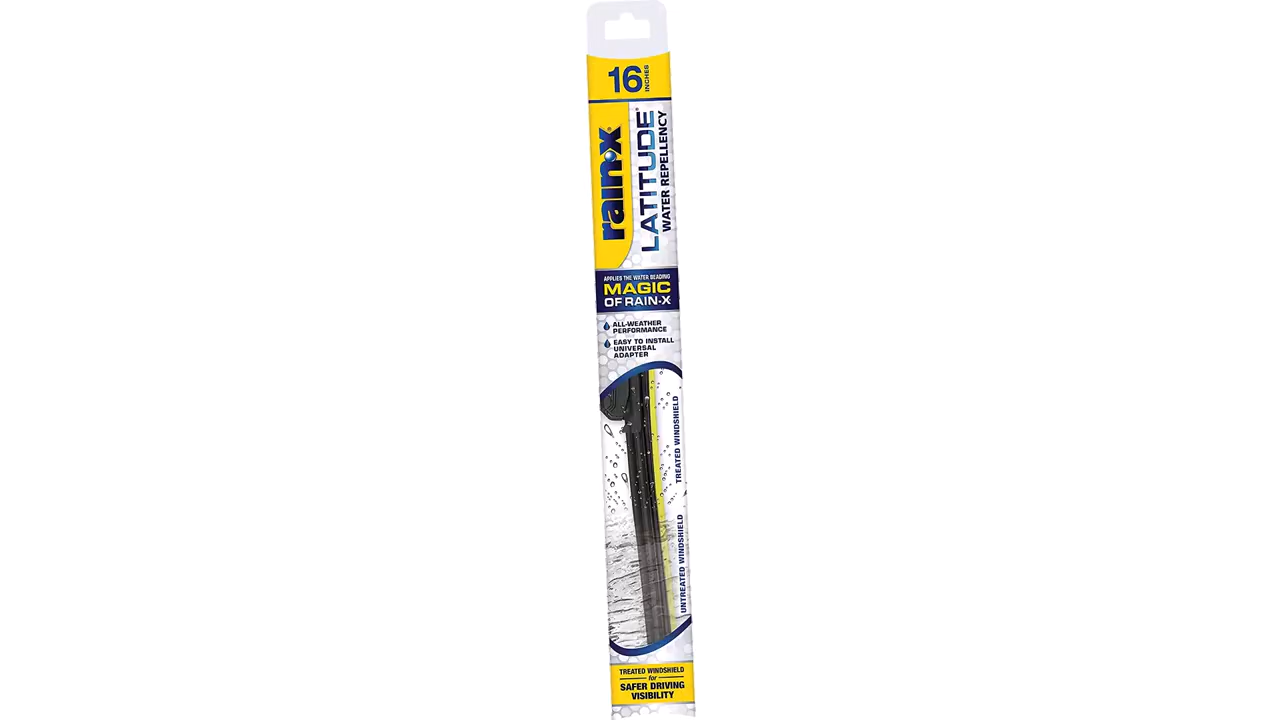 16 INCHES
rain-x®
LATITUDE®
WATER REPELLENCY
APPLIES THE WATER BEADING
MAGIC
OF RAIN-X
ALL-WEATHER
PERFORMANCE
EASY TO INSTALL
UNIVERSAL
ADAPTER
TREATED WINDSHIELD
UNTREATED WINDSHIELD
TREATED WINDSHIELD
for
SAFER DRIVING
VISIBILITY